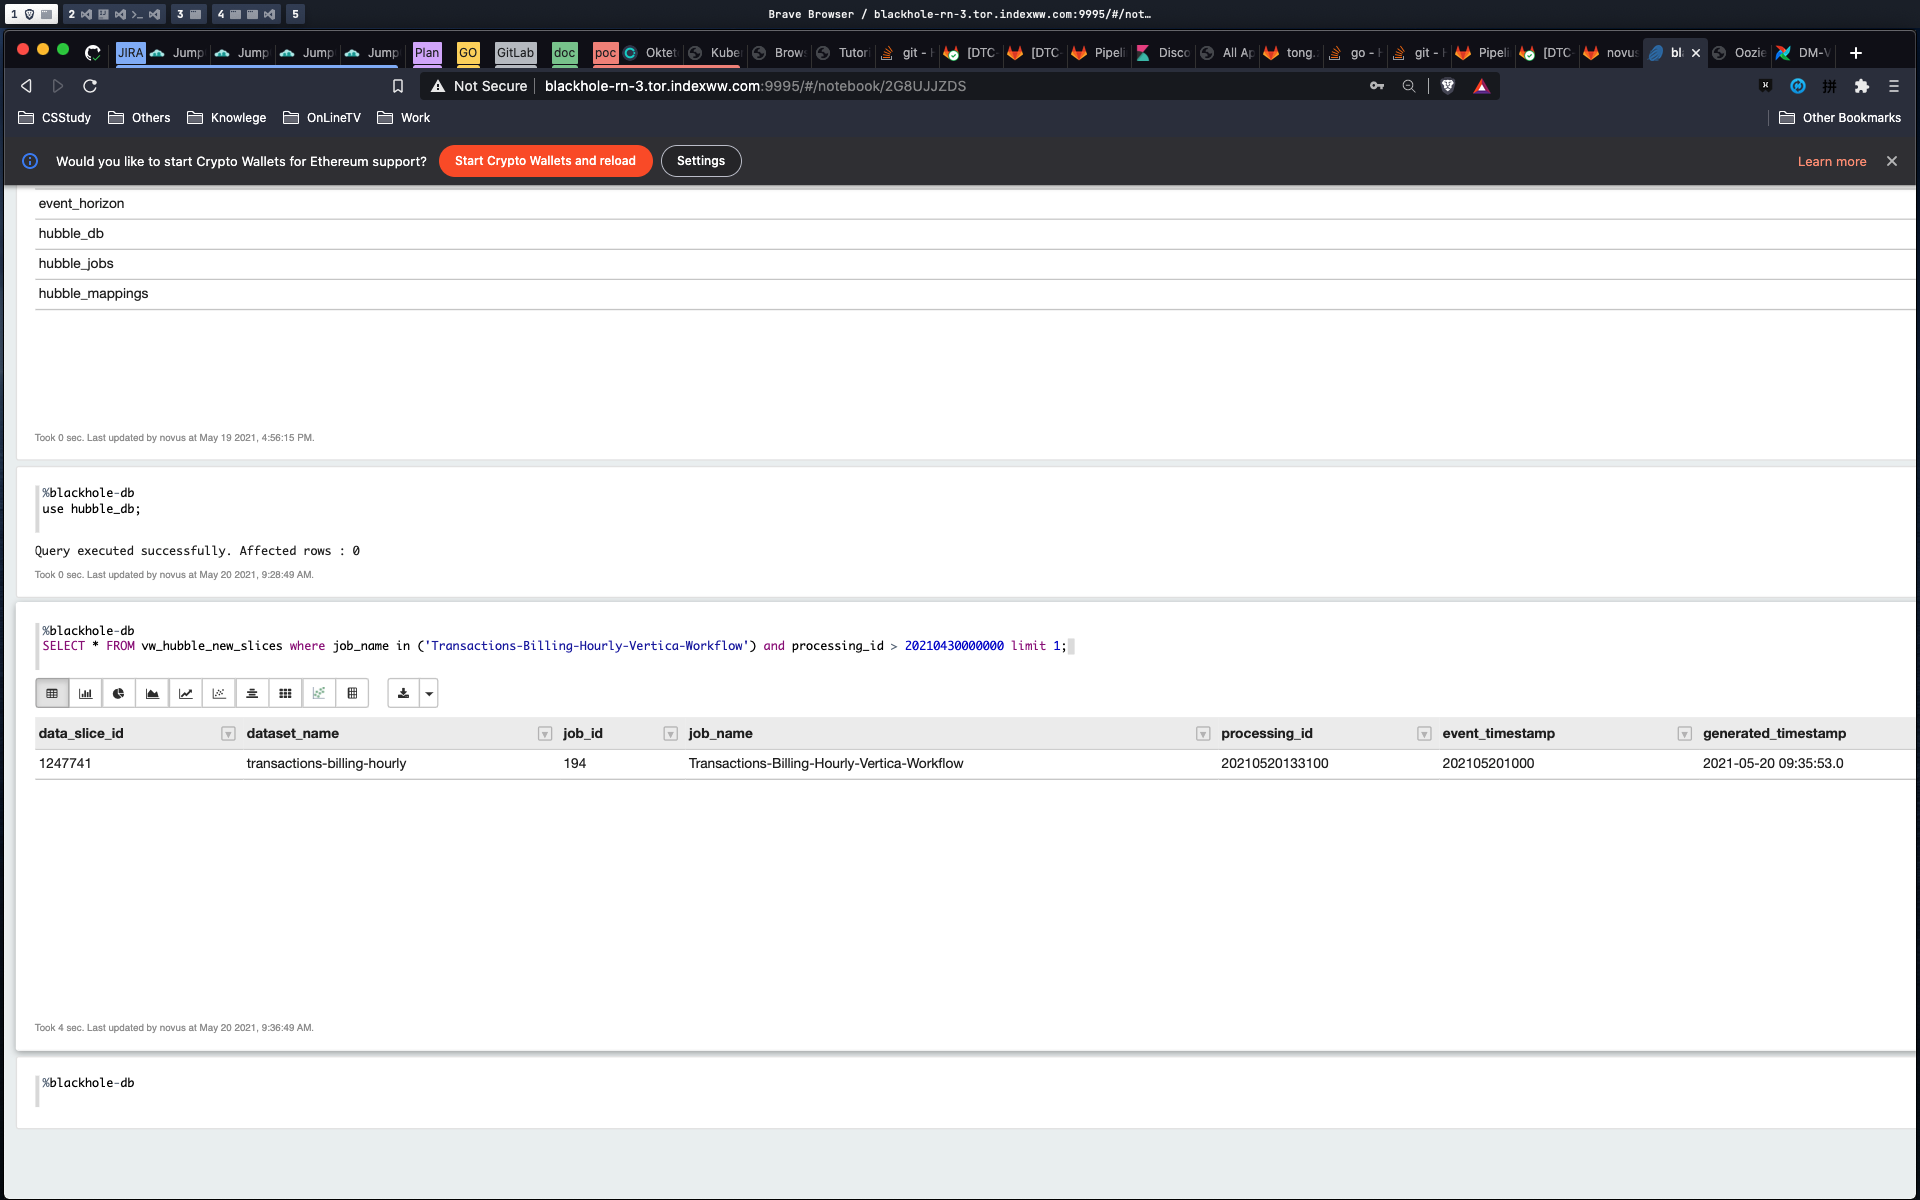 1 2 >_ 3 4 5
Brave Browser / blackhole-rn-3.tor.indexww.com:9995/#/not…
JIRA Jump Jump Jump Jump Plan GO GitLab doc poc Oktet Kube Brow Tutori git - [DTC- [DTC- Pipeli Disco All Ap tong. go - git - Pipeli [DTC- novus bl Oozie DM-V
Not Secure blackhole-rn-3.tor.indexww.com:9995/#/notebook/2G8UJJZDS
CSStudy Others Knowlege OnLineTV Work Other Bookmarks
Would you like to start Crypto Wallets for Ethereum support? Start Crypto Wallets and reload Settings Learn more
event_horizon
hubble_db
hubble_jobs
hubble_mappings
Took 0 sec. Last updated by novus at May 19 2021, 4:56:15 PM.
%blackhole-db
use hubble_db;
Query executed successfully. Affected rows : 0
Took 0 sec. Last updated by novus at May 20 2021, 9:28:49 AM.
%blackhole-db
SELECT * FROM vw_hubble_new_slices where job_name in ('Transactions-Billing-Hourly-Vertica-Workflow') and processing_id > 20210430000000 limit 1;
data_slice_id dataset_name job_id job_name processing_id event_timestamp generated_timestamp
1247741 transactions-billing-hourly 194 Transactions-Billing-Hourly-Vertica-Workflow 20210520133100 202105201000 2021-05-20 09:35:53.0
Took 4 sec. Last updated by novus at May 20 2021, 9:36:49 AM.
%blackhole-db